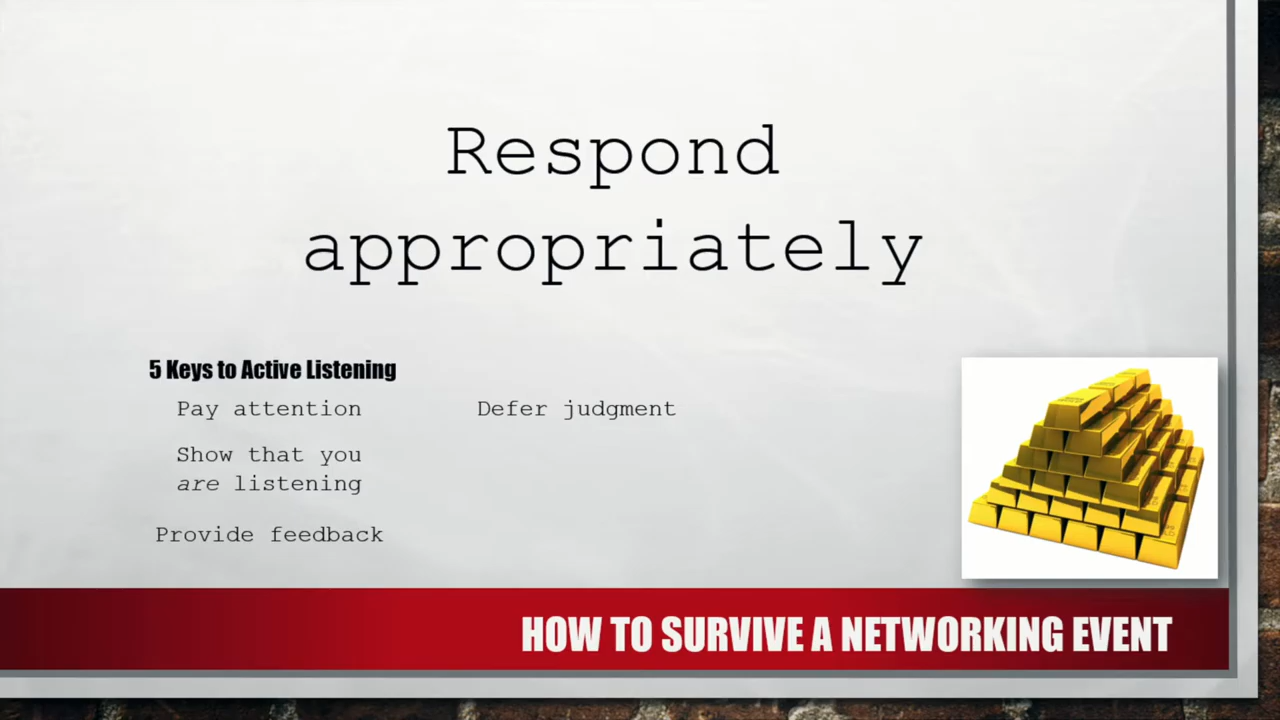 Respond
appropriately
5 Keys to Active Listening
Pay attention
Show that you
are listening
Provide feedback
Defer judgment
HOW TO SURVIVE A NETWORKING EVENT